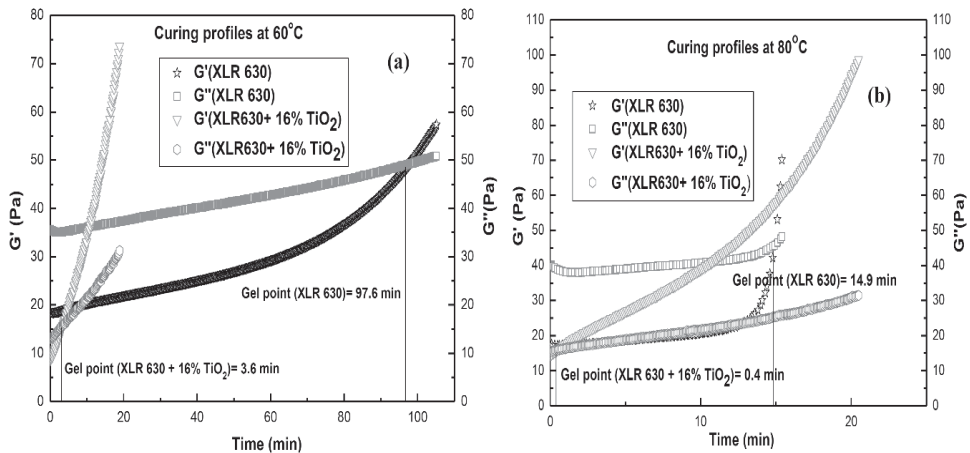 Curing profiles at 60°C
(a)
G'(XLR 630)
G''(XLR 630)
G'(XLR630+ 16% TiO2)
G''(XLR630+ 16% TiO2)
Gel point (XLR 630)= 97.6 min
Gel point (XLR 630 + 16% TiO2)= 3.6 min
G' (Pa)
80
70
60
50
40
30
20
10
0
0 20 40 60 80 100
Time (min)
80
70
60
50
40
30
20
10
0
G''(Pa)
Curing profiles at 80°C
(b)
G'(XLR 630)
G''(XLR 630)
G'(XLR630+ 16% TiO2)
G''(XLR630+ 16% TiO2)
Gel point (XLR 630)= 14.9 min
Gel point (XLR 630 + 16% TiO2)= 0.4 min
G' (Pa)
110
100
90
80
70
60
50
40
30
20
10
0
0 10 20
Time (min)
110
100
90
80
70
60
50
40
30
20
10
0
G''(Pa)